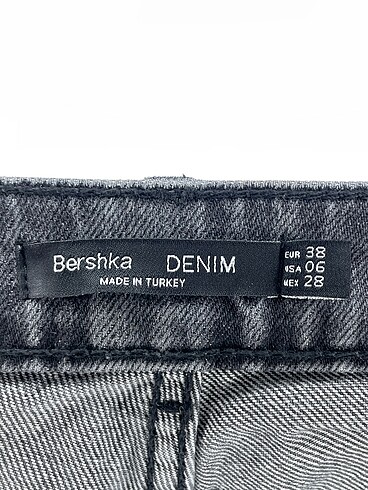 Bershka DENIM
MADE IN TURKEY
EUR 38
USA 06
MEX 28